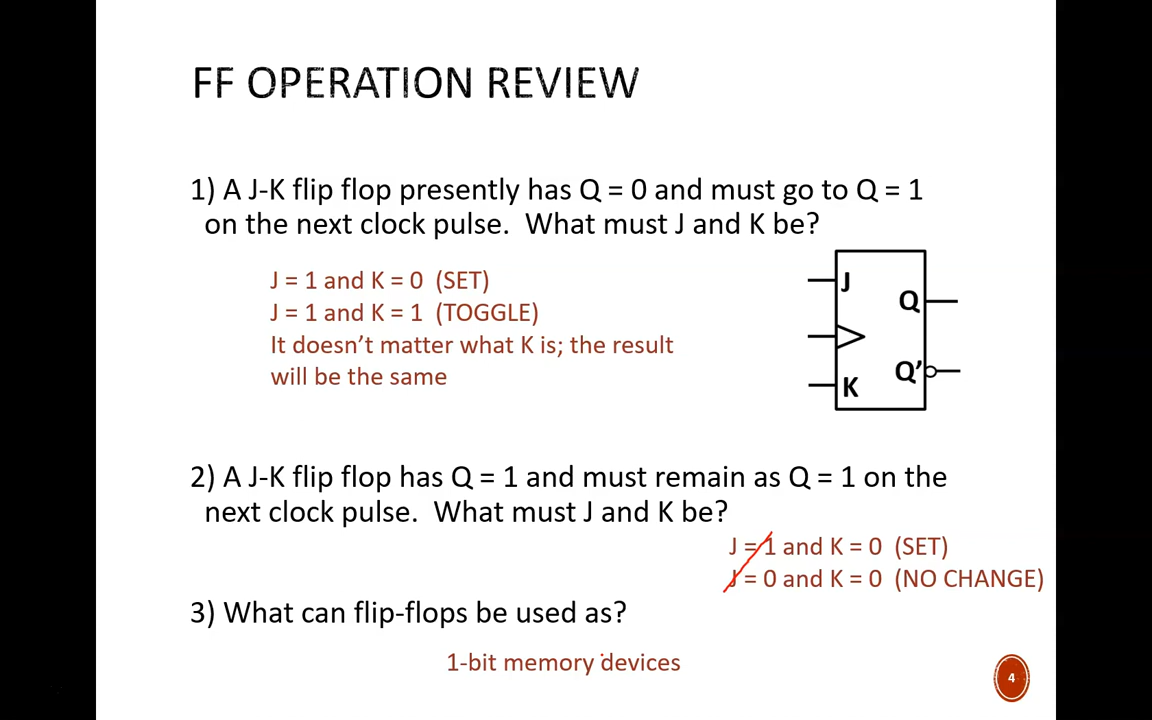 FF OPERATION REVIEW
1) A J-K flip flop presently has Q = 0 and must go to Q = 1
on the next clock pulse.  What must J and K be?
J = 1 and K = 0  (SET)
J = 1 and K = 1  (TOGGLE)
It doesn't matter what K is; the result
will be the same
J
Q
Q'
K
2) A J-K flip flop has Q = 1 and must remain as Q = 1 on the
next clock pulse.  What must J and K be?
J = 1 and K = 0  (SET)
J = 0 and K = 0  (NO CHANGE)
3) What can flip-flops be used as?
1-bit memory devices
4